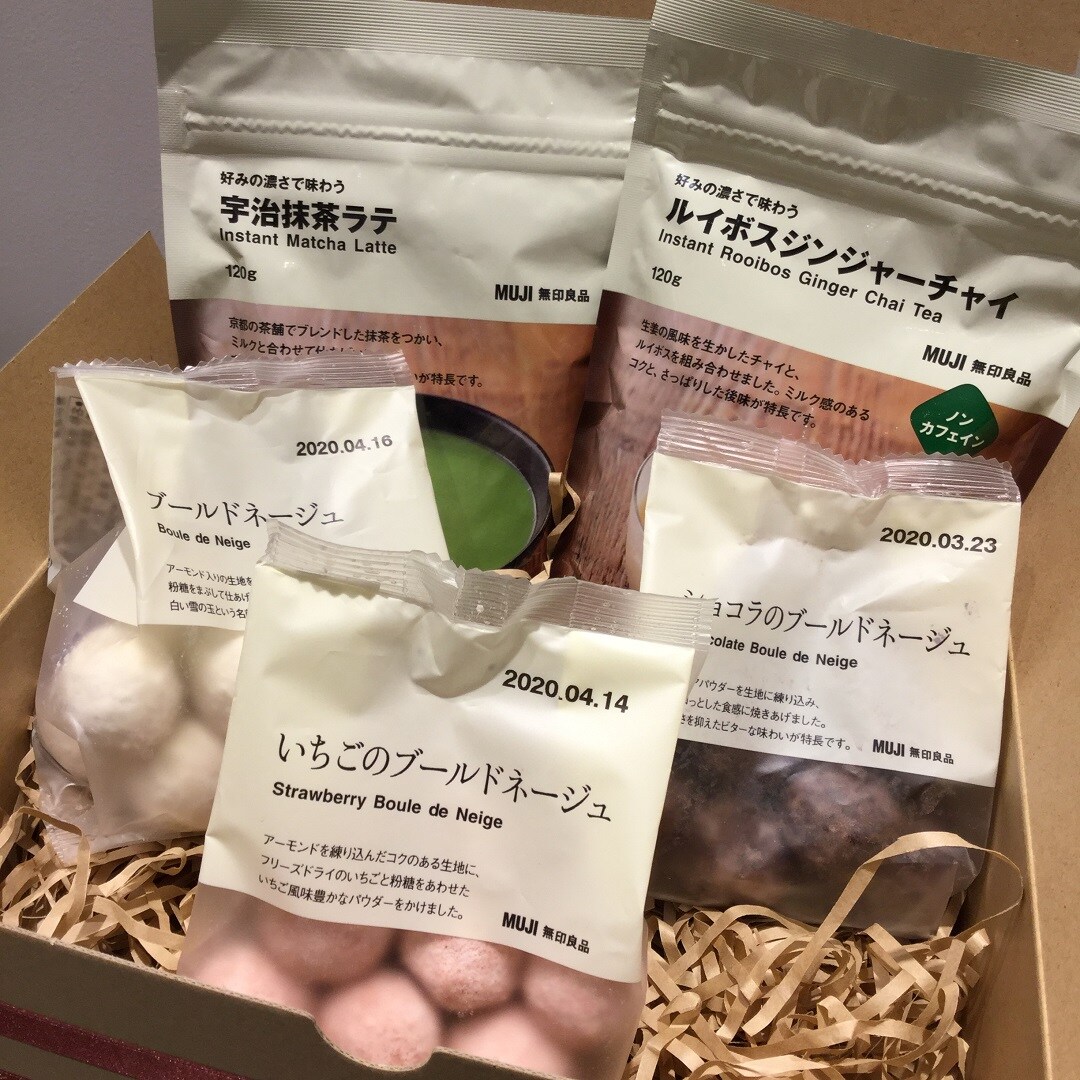 好みの濃さで味わう
宇治抹茶ラテ
Instant Matcha Latte
120g
MUJI 無印良品
京都の茶舗でブレンドした抹茶をつかい、
ミルクと合わせて
が特長です。
好みの濃さで味わう
ルイボスジンジャーチャイ
Instant Rooibos Ginger Chai Tea
120g
MUJI 無印良品
生姜の風味を生かしたチャイと、
ルイボスを組み合わせました。ミルク感のある
コクと、さっぱりした後味が特長です。
ノン
カフェイン
2020.04.16
ブールドネージュ
Boule de Neige
アーモンド入りの生地を
粉糖をまぶして仕上げ
白い雪の玉という名前
2020.03.23
ショコラのブールドネージュ
colate Boule de Neige
パウダーを生地に練り込み、
っとした食感に焼きあげました。
さを抑えたビターな味わいが特長です。
MUJI 無印良品
2020.04.14
いちごのブールドネージュ
Strawberry Boule de Neige
アーモンドを練り込んだコクのある生地に、
フリーズドライのいちごと粉糖をあわせた
いちご風味豊かなパウダーをかけました。
MUJI 無印良品